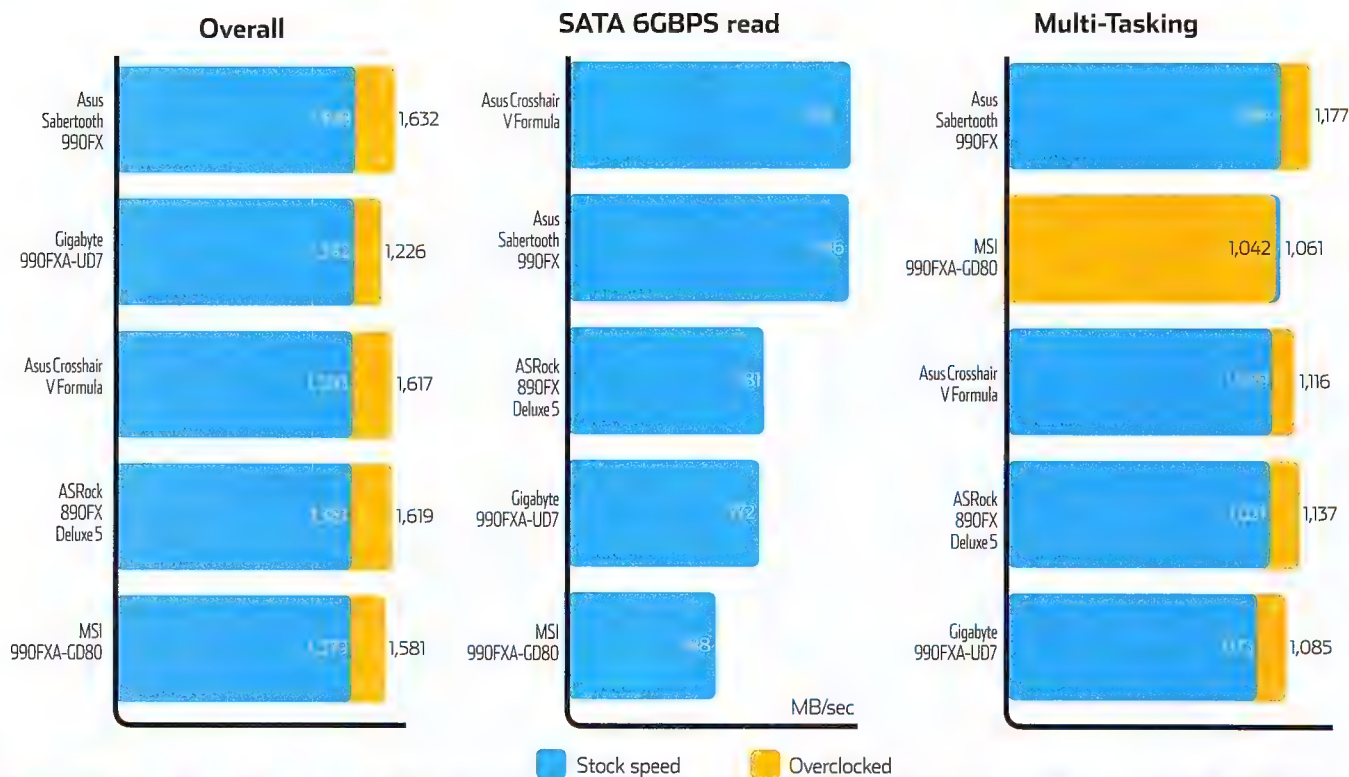 Overall
Asus
Sabertooth
990FX
1,632
Gigabyte
990FXA-UD7
1,226
Asus Crosshair
V Formula
1,617
ASRock
890FX
Deluxe 5
1,619
MSI
990FXA-GD80
1,581
SATA 6GBPS read
Asus Crosshair
V Formula
Asus
Sabertooth
990FX
ASRock
890FX
Deluxe 5
Gigabyte
990FXA-UD7
MSI
990FXA-GD80
MB/sec
Multi-Tasking
Asus
Sabertooth
990FX
1,177
MSI
990FXA-GD80
1,042 1,061
Asus Crosshair
V Formula
1,116
ASRock
890FX
Deluxe 5
1,137
Gigabyte
990FXA-UD7
1,085
Stock speed
Overclocked